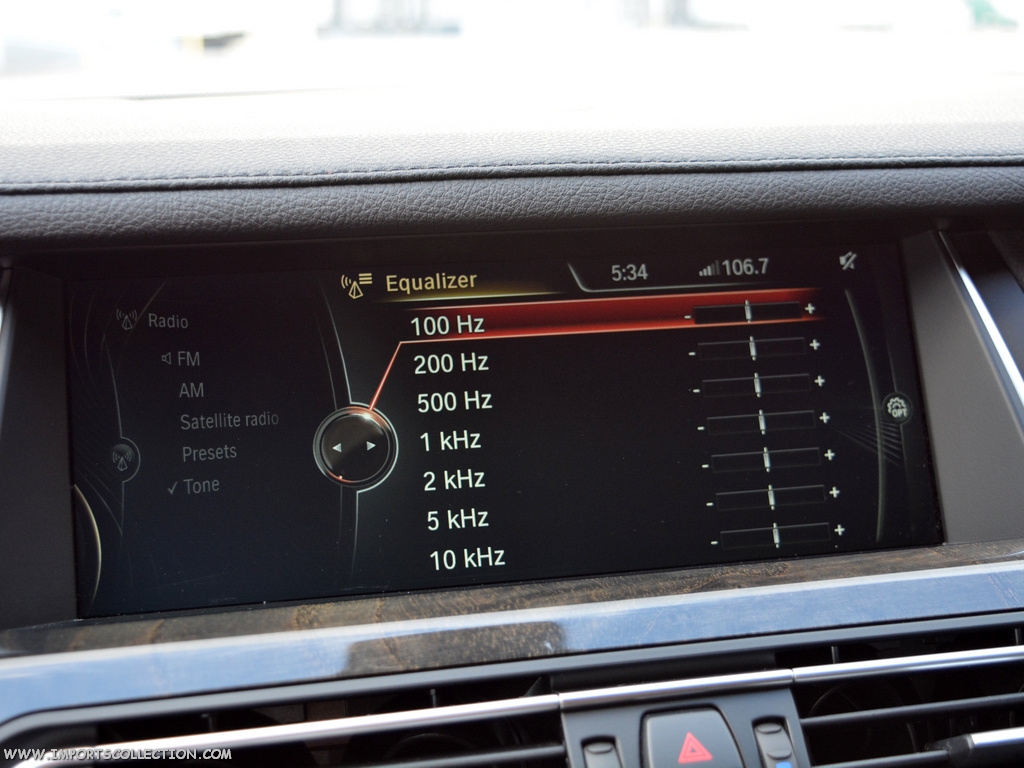 Equalizer 5:34 106.7
Radio
FM
AM
Satellite radio
Presets
Tone
100 Hz - +
200 Hz - +
500 Hz - +
1 kHz - +
2 kHz - +
5 kHz - +
10 kHz - +
OPT
WWW.IMPORTSCOLLECTION.COM